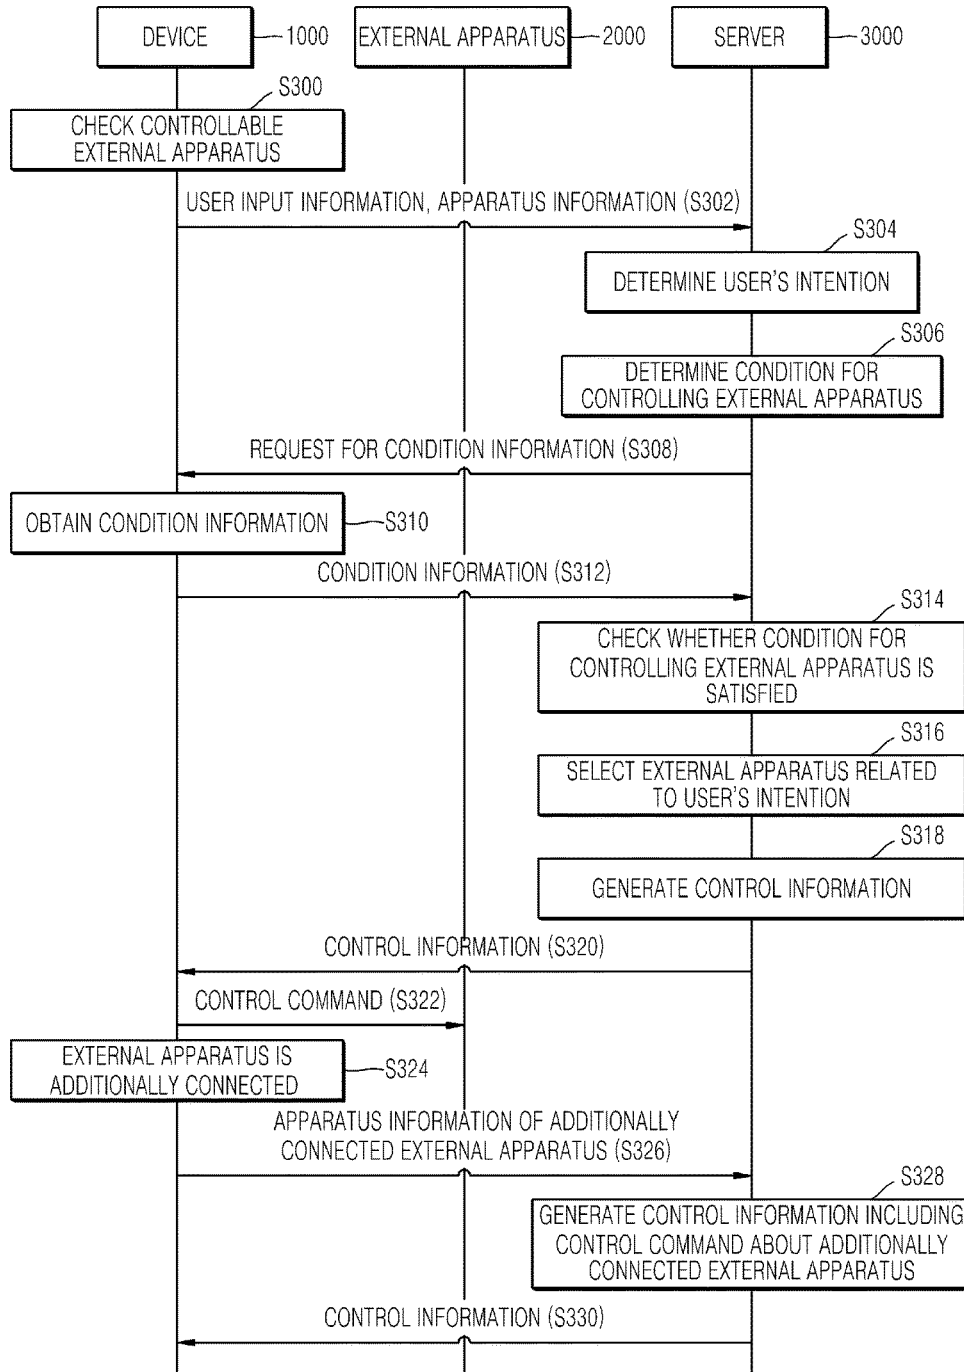 DEVICE
1000
EXTERNAL APPARATUS
2000
SERVER
3000
S300
CHECK CONTROLLABLE
EXTERNAL APPARATUS
USER INPUT INFORMATION, APPARATUS INFORMATION (S302)
S304
DETERMINE USER'S INTENTION
S306
DETERMINE CONDITION FOR
CONTROLLING EXTERNAL APPARATUS
REQUEST FOR CONDITION INFORMATION (S308)
OBTAIN CONDITION INFORMATION
S310
CONDITION INFORMATION (S312)
S314
CHECK WHETHER CONDITION FOR
CONTROLLING EXTERNAL APPARATUS IS
SATISFIED
S316
SELECT EXTERNAL APPARATUS RELATED
TO USER'S INTENTION
S318
GENERATE CONTROL INFORMATION
CONTROL INFORMATION (S320)
CONTROL COMMAND (S322)
EXTERNAL APPARATUS IS
ADDITIONALLY CONNECTED
S324
APPARATUS INFORMATION OF ADDITIONALLY
CONNECTED EXTERNAL APPARATUS (S326)
S328
GENERATE CONTROL INFORMATION INCLUDING
CONTROL COMMAND ABOUT ADDITIONALLY
CONNECTED EXTERNAL APPARATUS
CONTROL INFORMATION (S330)